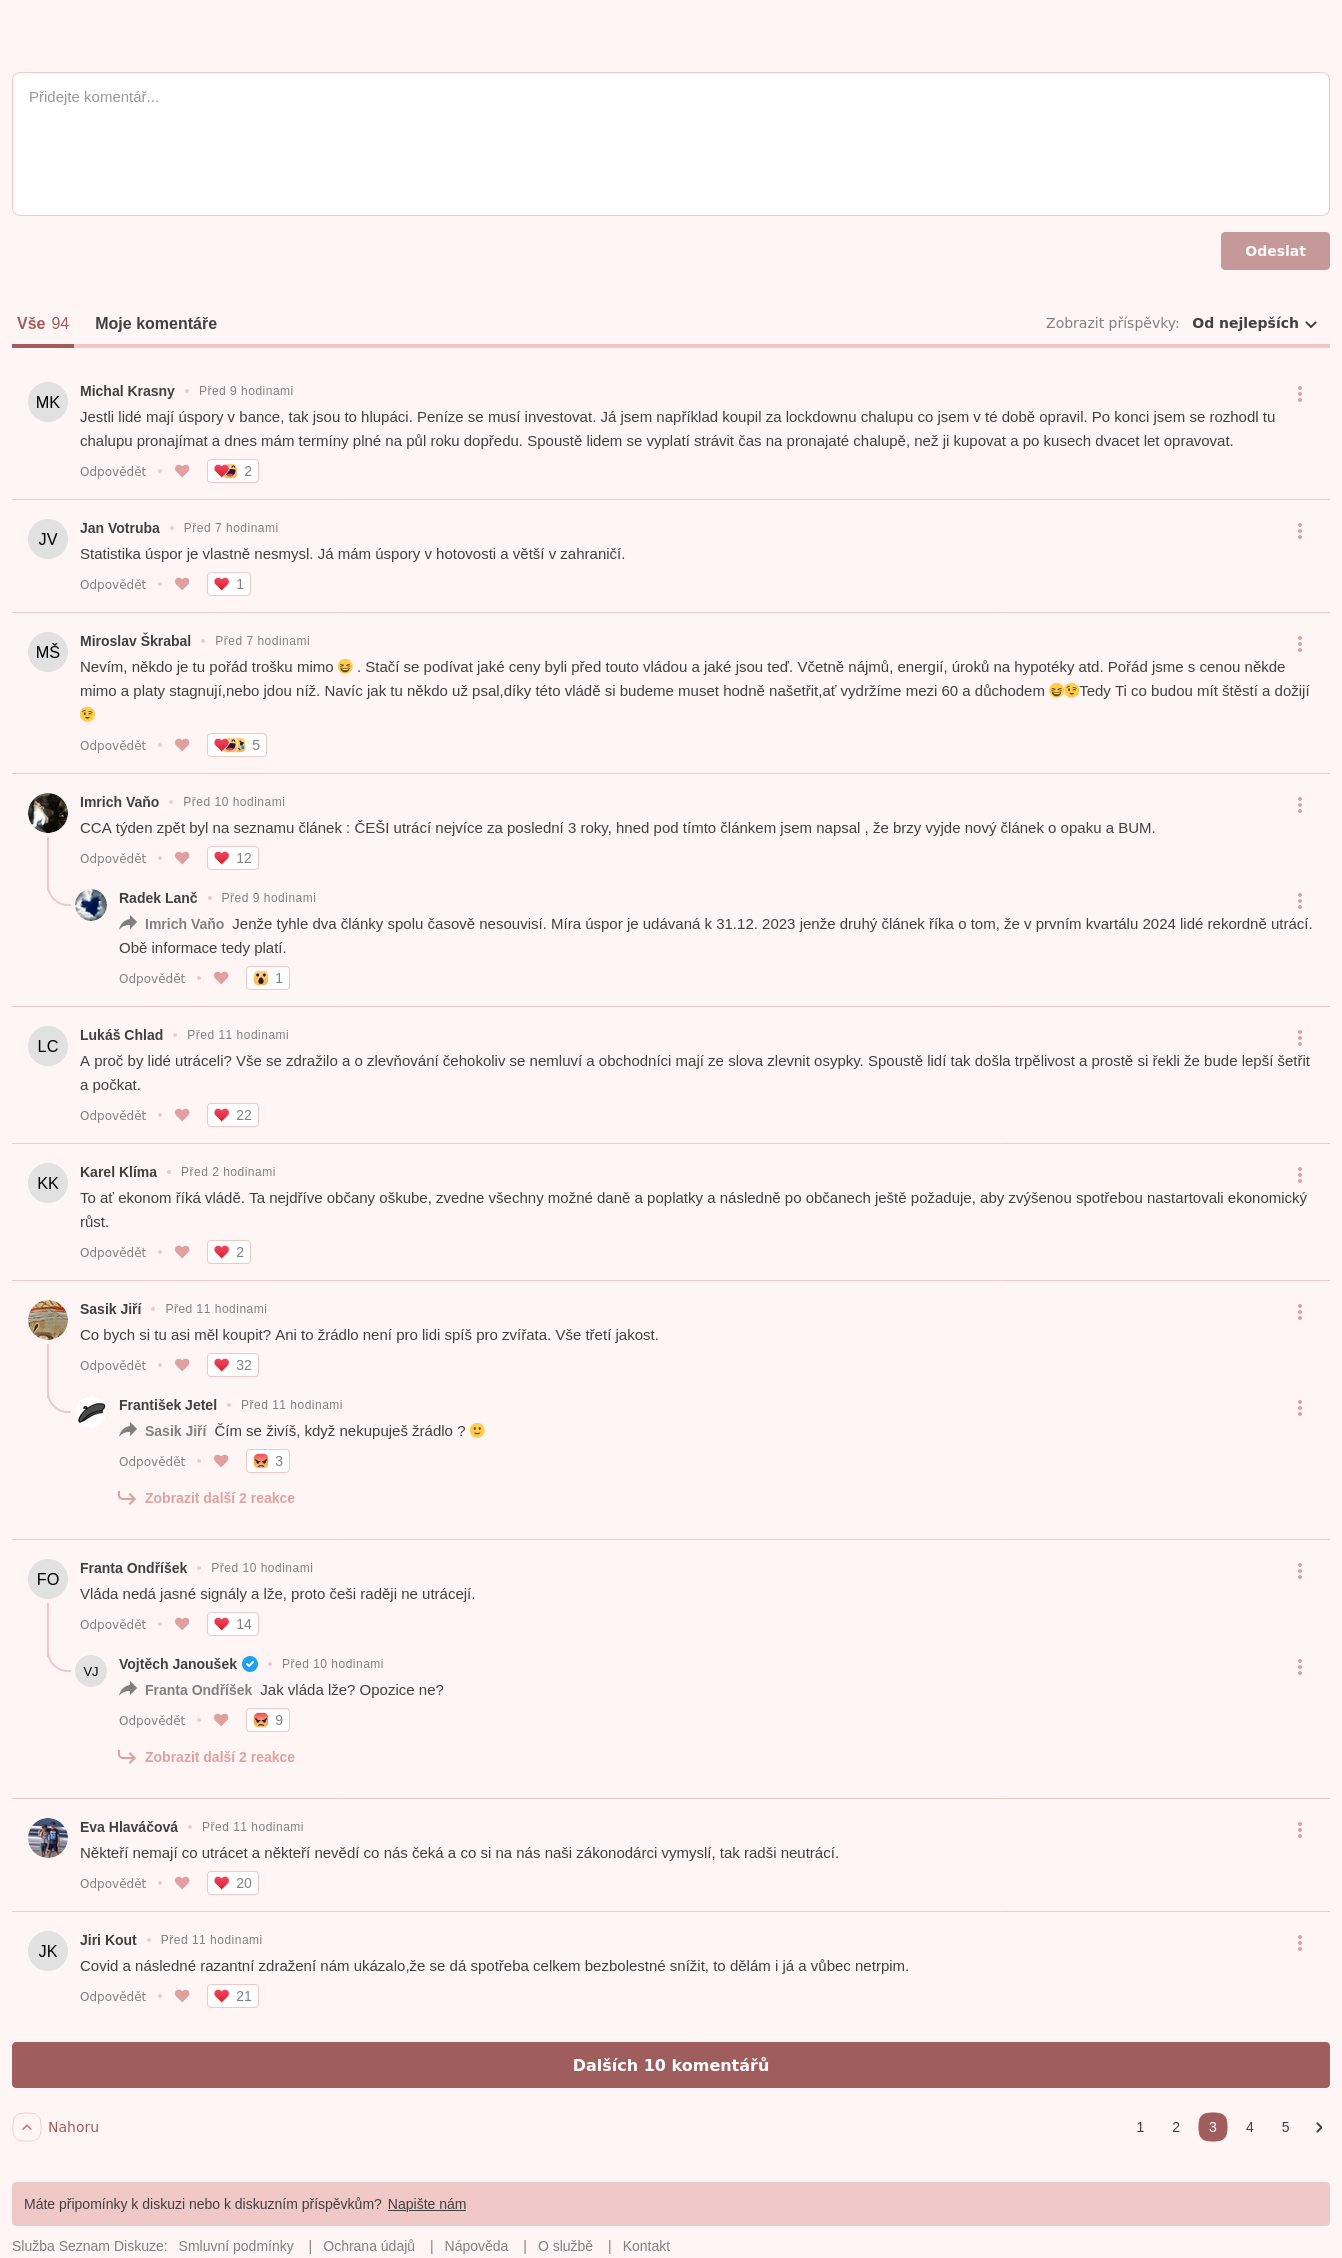 Přidejte komentář...
Odeslat
Vše 94 Moje komentáře Zobrazit příspěvky: Od nejlepších
MK Michal Krasny • Před 9 hodinami
Jestli lidé mají úspory v bance, tak jsou to hlupáci. Peníze se musí investovat. Já jsem například koupil za lockdownu chalupu co jsem v té době opravil. Po konci jsem se rozhodl tu
chalupu pronajímat a dnes mám termíny plné na půl roku dopředu. Spoustě lidem se vyplatí strávit čas na pronajaté chalupě, než ji kupovat a po kusech dvacet let opravovat.
Odpovědět • 2
JV Jan Votruba • Před 7 hodinami
Statistika úspor je vlastně nesmysl. Já mám úspory v hotovosti a větší v zahraničí.
Odpovědět • 1
MŠ Miroslav Škrabal • Před 7 hodinami
Nevím, někdo je tu pořád trošku mimo 😆 . Stačí se podívat jaké ceny byli před touto vládou a jaké jsou teď. Včetně nájmů, energií, úroků na hypotéky atd. Pořád jsme s cenou někde
mimo a platy stagnují,nebo jdou níž. Navíc jak tu někdo už psal,díky této vládě si budeme muset hodně našetřit,ať vydržíme mezi 60 a důchodem 😆😉Tedy Ti co budou mít štěstí a dožijí
😉
Odpovědět • 5
Imrich Vaňo • Před 10 hodinami
CCA týden zpět byl na seznamu článek : ČEŠI utrácí nejvíce za poslední 3 roky, hned pod tímto článkem jsem napsal , že brzy vyjde nový článek o opaku a BUM.
Odpovědět • 12
Radek Lanč • Před 9 hodinami
Imrich Vaňo Jenže tyhle dva články spolu časově nesouvisí. Míra úspor je udávaná k 31.12. 2023 jenže druhý článek říka o tom, že v prvním kvartálu 2024 lidé rekordně utrácí.
Obě informace tedy platí.
Odpovědět • 1
LC Lukáš Chlad • Před 11 hodinami
A proč by lidé utráceli? Vše se zdražilo a o zlevňování čehokoliv se nemluví a obchodníci mají ze slova zlevnit osypky. Spoustě lidí tak došla trpělivost a prostě si řekli že bude lepší šetřit
a počkat.
Odpovědět • 22
KK Karel Klíma • Před 2 hodinami
To ať ekonom říká vládě. Ta nejdříve občany oškube, zvedne všechny možné daně a poplatky a následně po občanech ještě požaduje, aby zvýšenou spotřebou nastartovali ekonomický
růst.
Odpovědět • 2
Sasik Jiří • Před 11 hodinami
Co bych si tu asi měl koupit? Ani to žrádlo není pro lidi spíš pro zvířata. Vše třetí jakost.
Odpovědět • 32
František Jetel • Před 11 hodinami
Sasik Jiří Čím se živíš, když nekupuješ žrádlo ? 🙂
Odpovědět • 3
Zobrazit další 2 reakce
FO Franta Ondříšek • Před 10 hodinami
Vláda nedá jasné signály a lže, proto češi raději ne utrácejí.
Odpovědět • 14
VJ Vojtěch Janoušek • Před 10 hodinami
Franta Ondříšek Jak vláda lže? Opozice ne?
Odpovědět • 9
Zobrazit další 2 reakce
Eva Hlaváčová • Před 11 hodinami
Někteří nemají co utrácet a někteří nevědí co nás čeká a co si na nás naši zákonodárci vymyslí, tak radši neutrácí.
Odpovědět • 20
JK Jiri Kout • Před 11 hodinami
Covid a následné razantní zdražení nám ukázalo,že se dá spotřeba celkem bezbolestné snížit, to dělám i já a vůbec netrpim.
Odpovědět • 21
Dalších 10 komentářů
Nahoru 1 2 3 4 5
Máte připomínky k diskuzi nebo k diskuzním příspěvkům? Napište nám
Služba Seznam Diskuze: Smluvní podmínky | Ochrana údajů | Nápověda | O službě | Kontakt